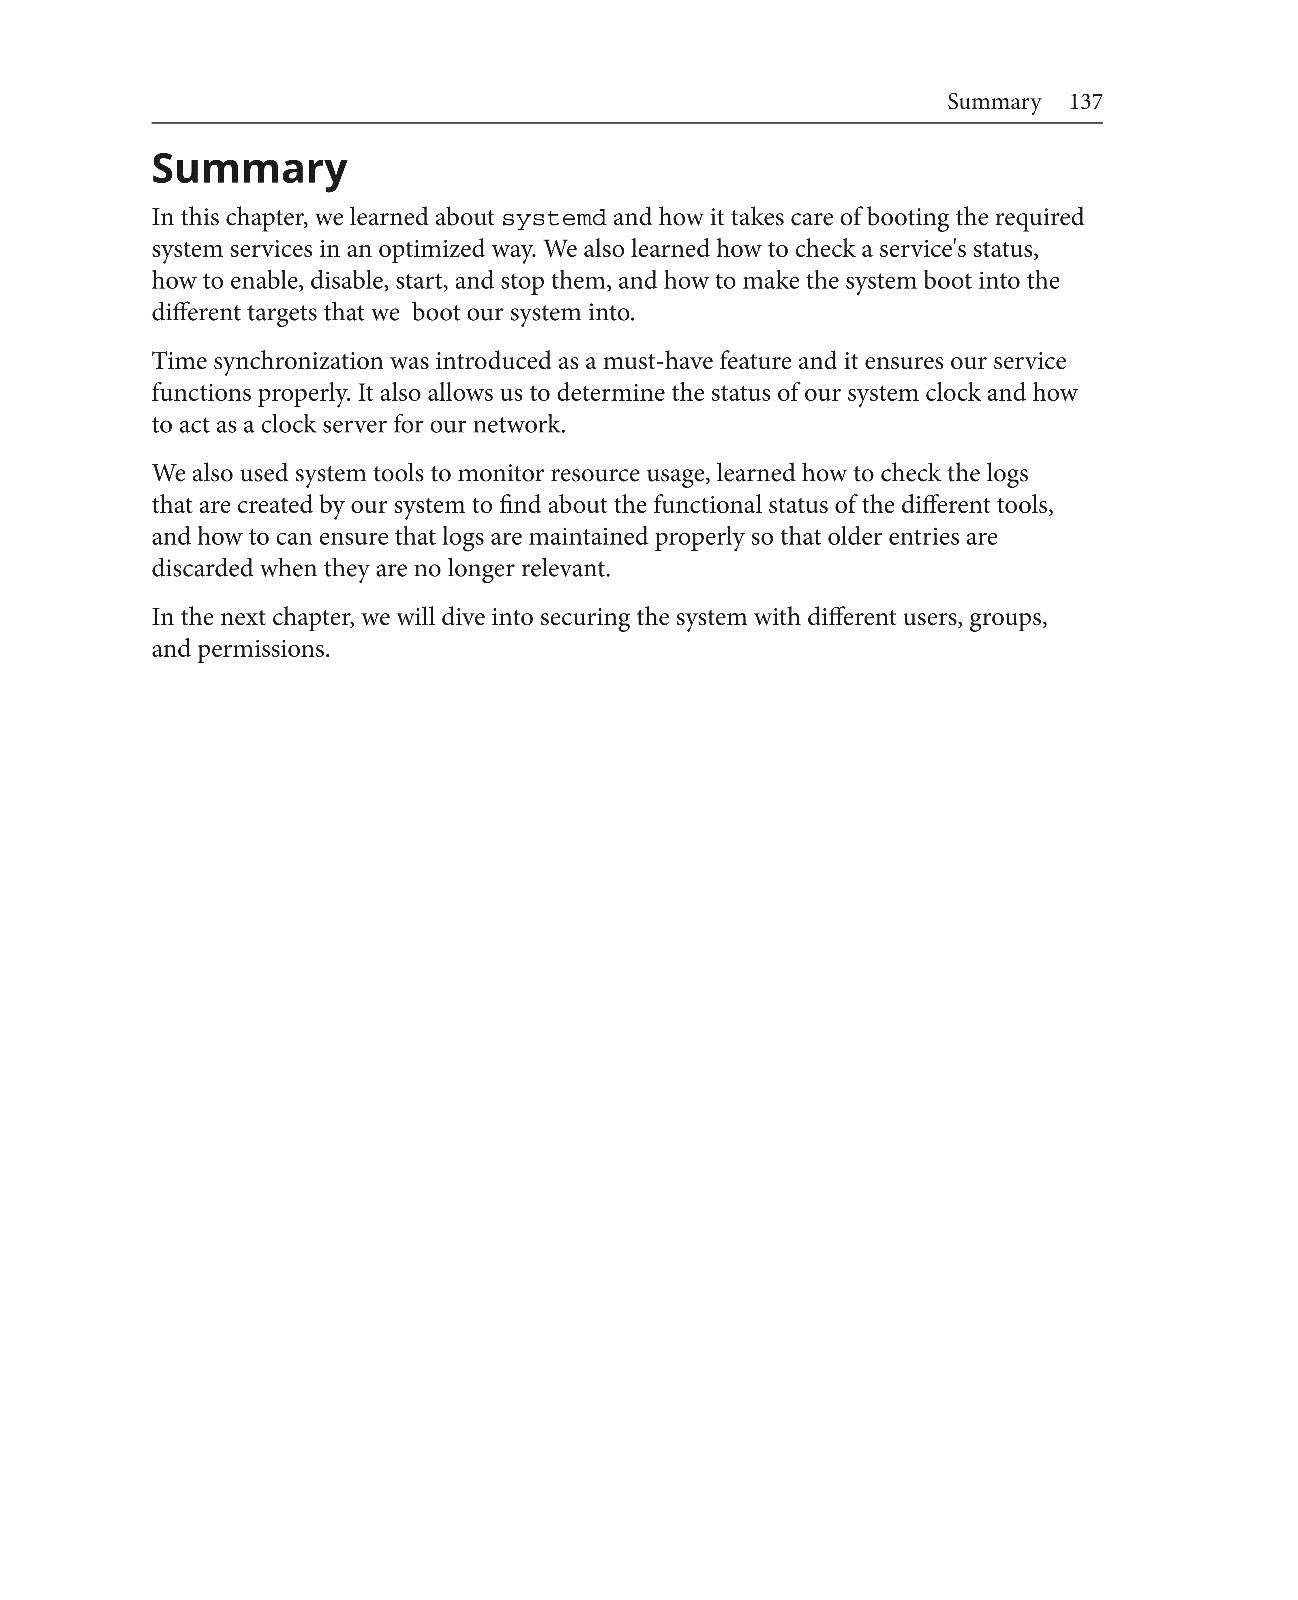 Summary 137
Summary
In this chapter, we learned about systemd and how it takes care of booting the required
system services in an optimized way. We also learned how to check a service's status,
how to enable, disable, start, and stop them, and how to make the system boot into the
different targets that we  boot our system into.
Time synchronization was introduced as a must-have feature and it ensures our service
functions properly. It also allows us to determine the status of our system clock and how
to act as a clock server for our network.
We also used system tools to monitor resource usage, learned how to check the logs
that are created by our system to find about the functional status of the different tools,
and how to can ensure that logs are maintained properly so that older entries are
discarded when they are no longer relevant.
In the next chapter, we will dive into securing the system with different users, groups,
and permissions.